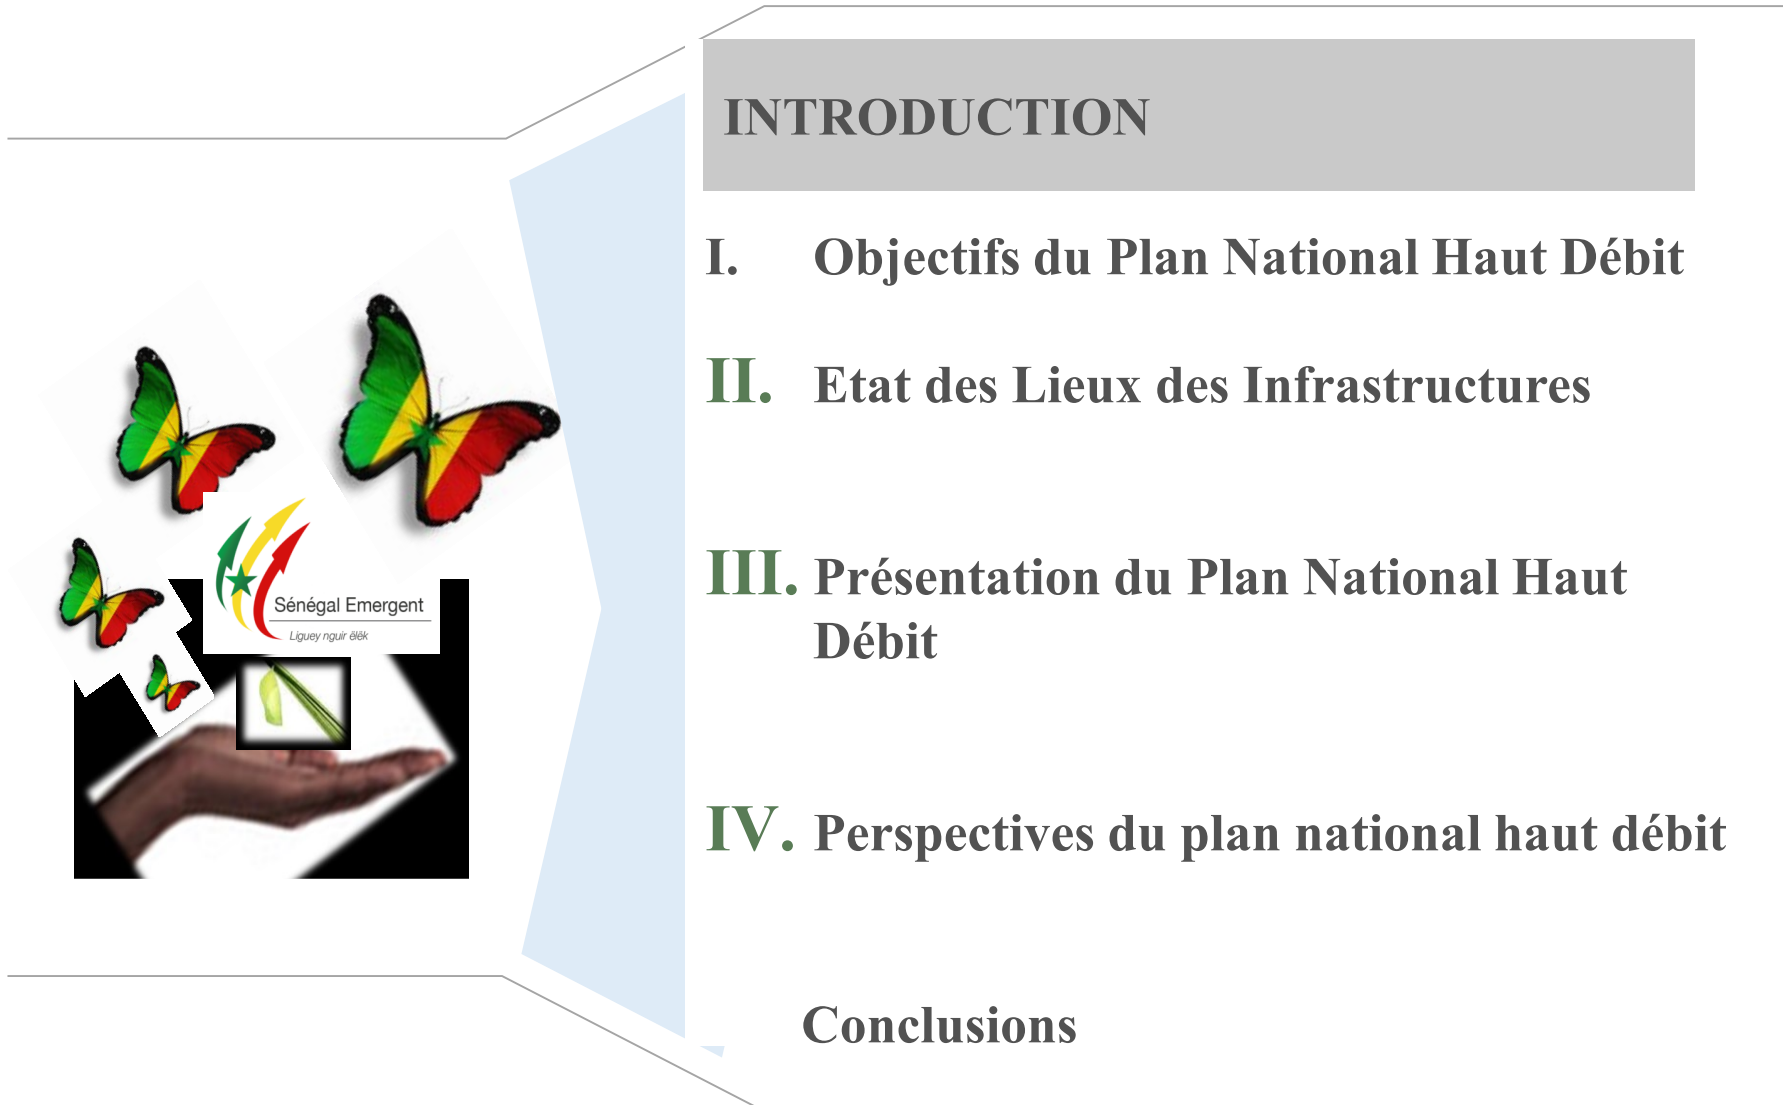 INTRODUCTION
I. Objectifs du Plan National Haut Débit
II. Etat des Lieux des Infrastructures
III. Présentation du Plan National Haut
Débit
IV. Perspectives du plan national haut débit
Conclusions
Sénégal Emergent
Liguey nguir ëlëk